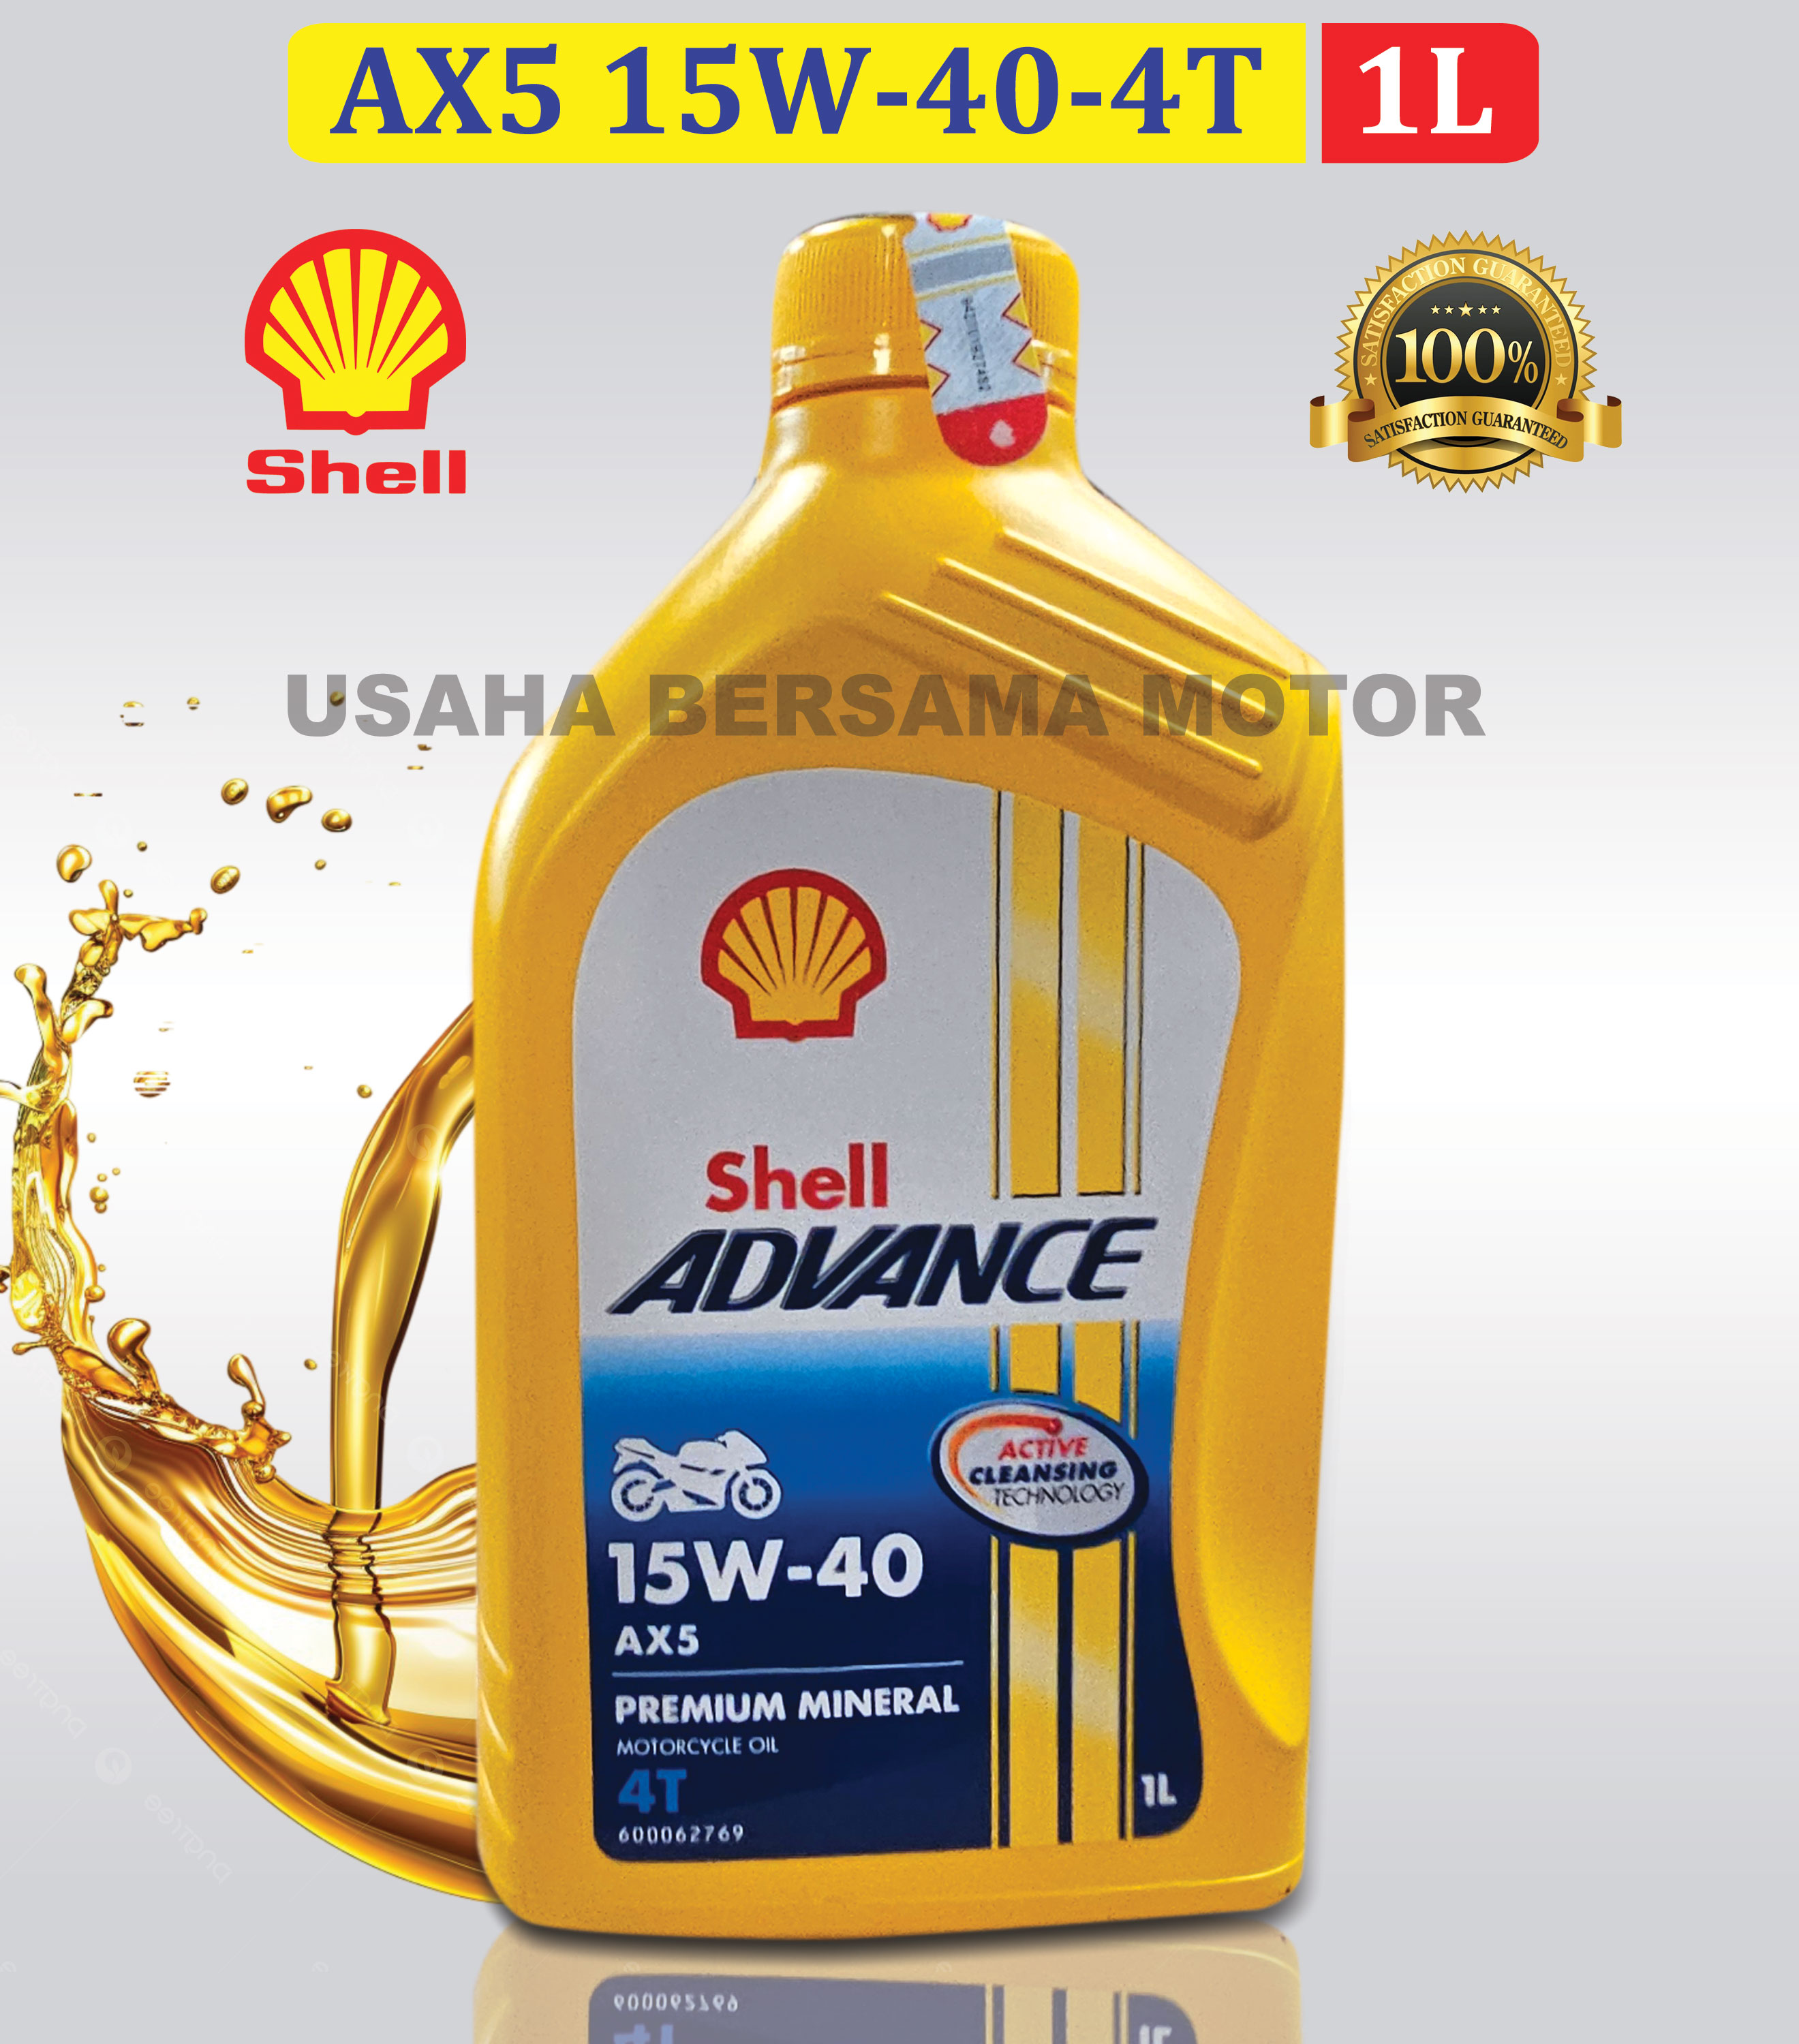 AX5 15W-40-4T 1L
Shell
SATISFACTION GUARANTEED
100%
SATISFACTION GUARANTEED
USAHA BERSAMA MOTOR
Shell
ADVANCE
ACTIVE
CLEANSING
TECHNOLOGY
15W-40
AX5
PREMIUM MINERAL
MOTORCYCLE OIL
4T
1L
600062769